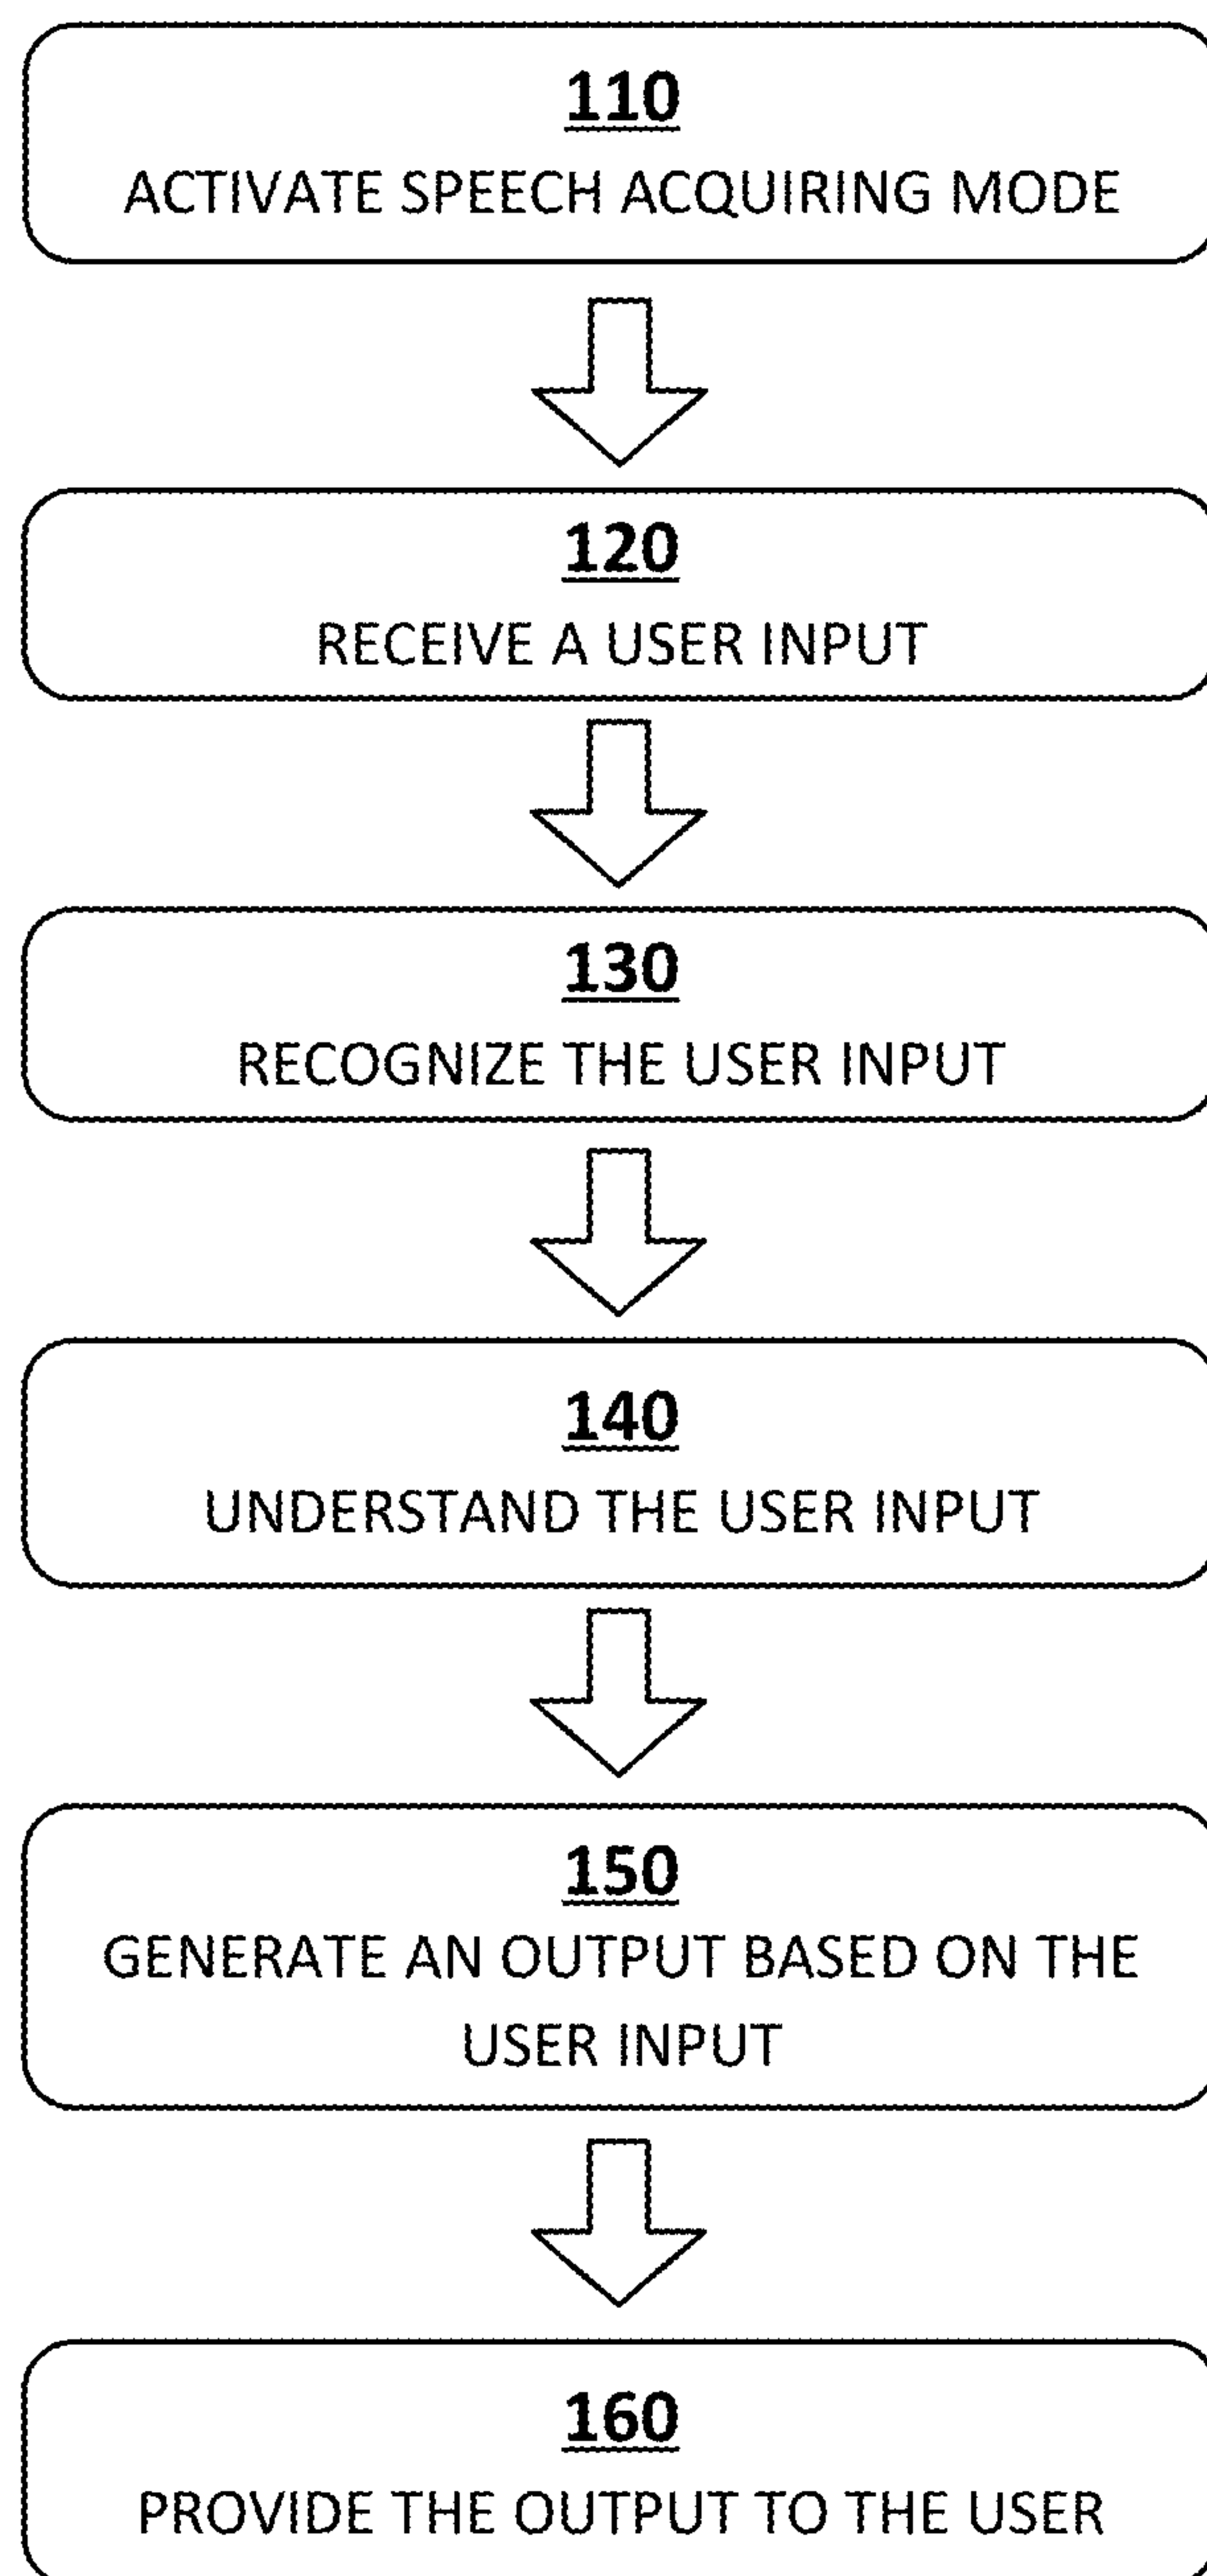 110
ACTIVATE SPEECH ACQUIRING MODE
120
RECEIVE A USER INPUT
130
RECOGNIZE THE USER INPUT
140
UNDERSTAND THE USER INPUT
150
GENERATE AN OUTPUT BASED ON THE
USER INPUT
160
PROVIDE THE OUTPUT TO THE USER